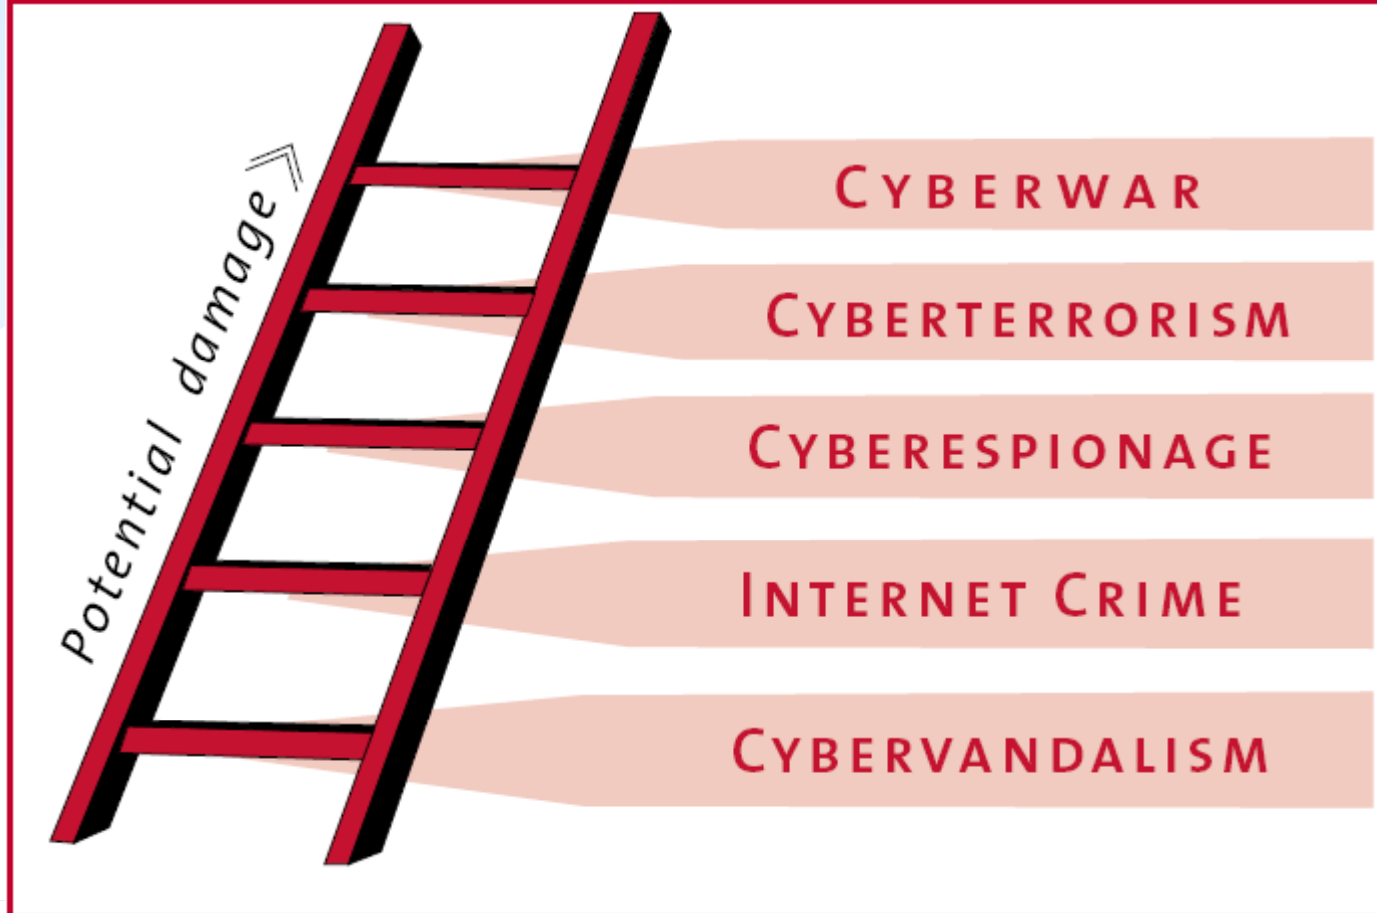 Potential damage
CYBERWAR
CYBERTERRORISM
CYBERESPIONAGE
INTERNET CRIME
CYBERVANDALISM